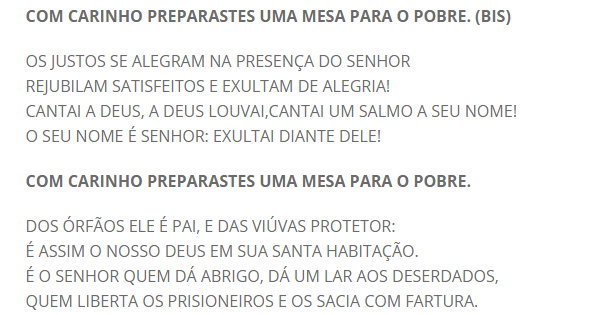 COM CARINHO PREPARASTES UMA MESA PARA O POBRE. (BIS)
OS JUSTOS SE ALEGRAM NA PRESENÇA DO SENHOR
REJUBILAM SATISFEITOS E EXULTAM DE ALEGRIA!
CANTAI A DEUS, A DEUS LOUVAI,CANTAI UM SALMO A SEU NOME!
O SEU NOME É SENHOR: EXULTAI DIANTE DELE!
COM CARINHO PREPARASTES UMA MESA PARA O POBRE.
DOS ÓRFÃOS ELE É PAI, E DAS VIÚVAS PROTETOR:
É ASSIM O NOSSO DEUS EM SUA SANTA HABITAÇÃO.
É O SENHOR QUEM DÁ ABRIGO, DÁ UM LAR AOS DESERDADOS,
QUEM LIBERTA OS PRISIONEIROS E OS SACIA COM FARTURA.